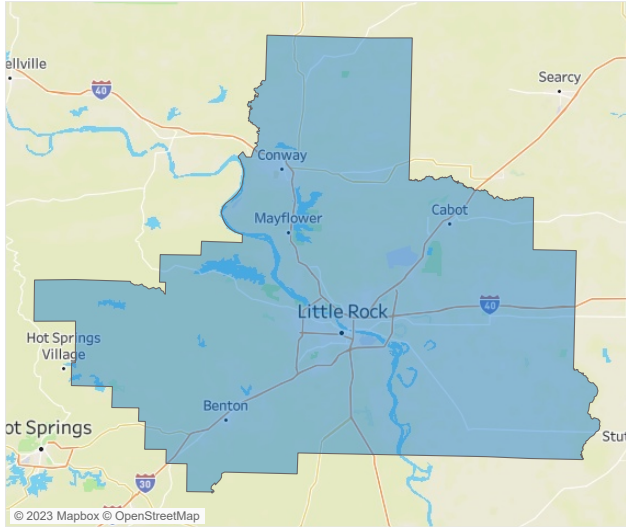 ellville
40
Searcy
Conway
Cabot
Mayflower
40
Little Rock
Hot Springs
Village
Benton
ot Springs
Stut
30
© 2023 Mapbox © OpenStreetMap